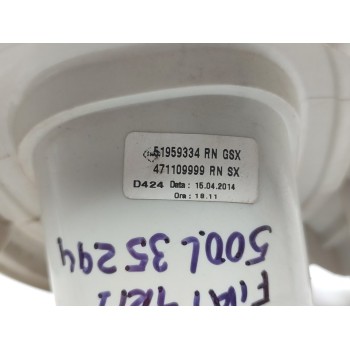 51959334 RN GSX
471109999 RN SX
D424 Data : 15.04.2014
Ora : 18.11
FIAT
500L 35294